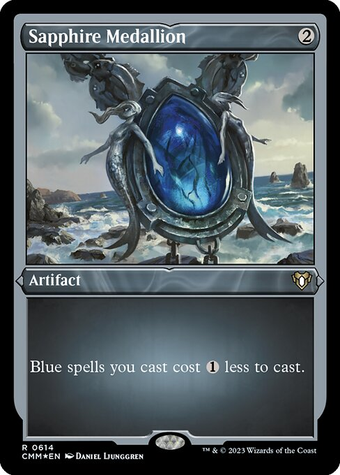 Sapphire Medallion 2
Artifact
Blue spells you cast cost 1 less to cast.
R 0614
CMM★EN Daniel Ljunggren ™ & © 2023 Wizards of the Coast